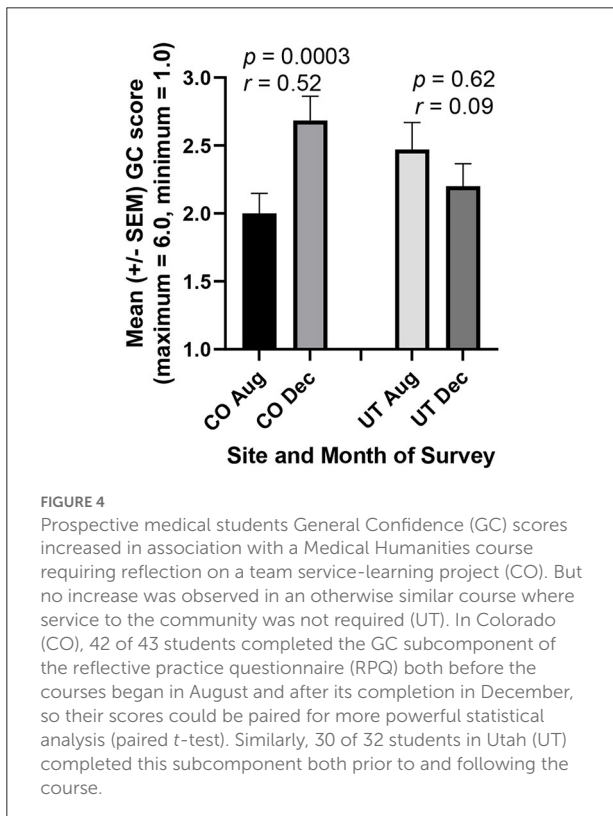 p = 0.0003
r = 0.52
p = 0.62
r = 0.09
Mean (+/- SEM) GC score
(maximum = 6.0, minimum = 1.0)
3.0
2.5
2.0
1.5
1.0
CO Aug
CO Dec
UT Aug
UT Dec
Site and Month of Survey
FIGURE 4
Prospective medical students General Confidence (GC) scores
increased in association with a Medical Humanities course
requiring reflection on a team service-learning project (CO). But
no increase was observed in an otherwise similar course where
service to the community was not required (UT). In Colorado
(CO), 42 of 43 students completed the GC subcomponent of
the reflective practice questionnaire (RPQ) both before the
courses began in August and after its completion in December,
so their scores could be paired for more powerful statistical
analysis (paired t-test). Similarly, 30 of 32 students in Utah (UT)
completed this subcomponent both prior to and following the
course.